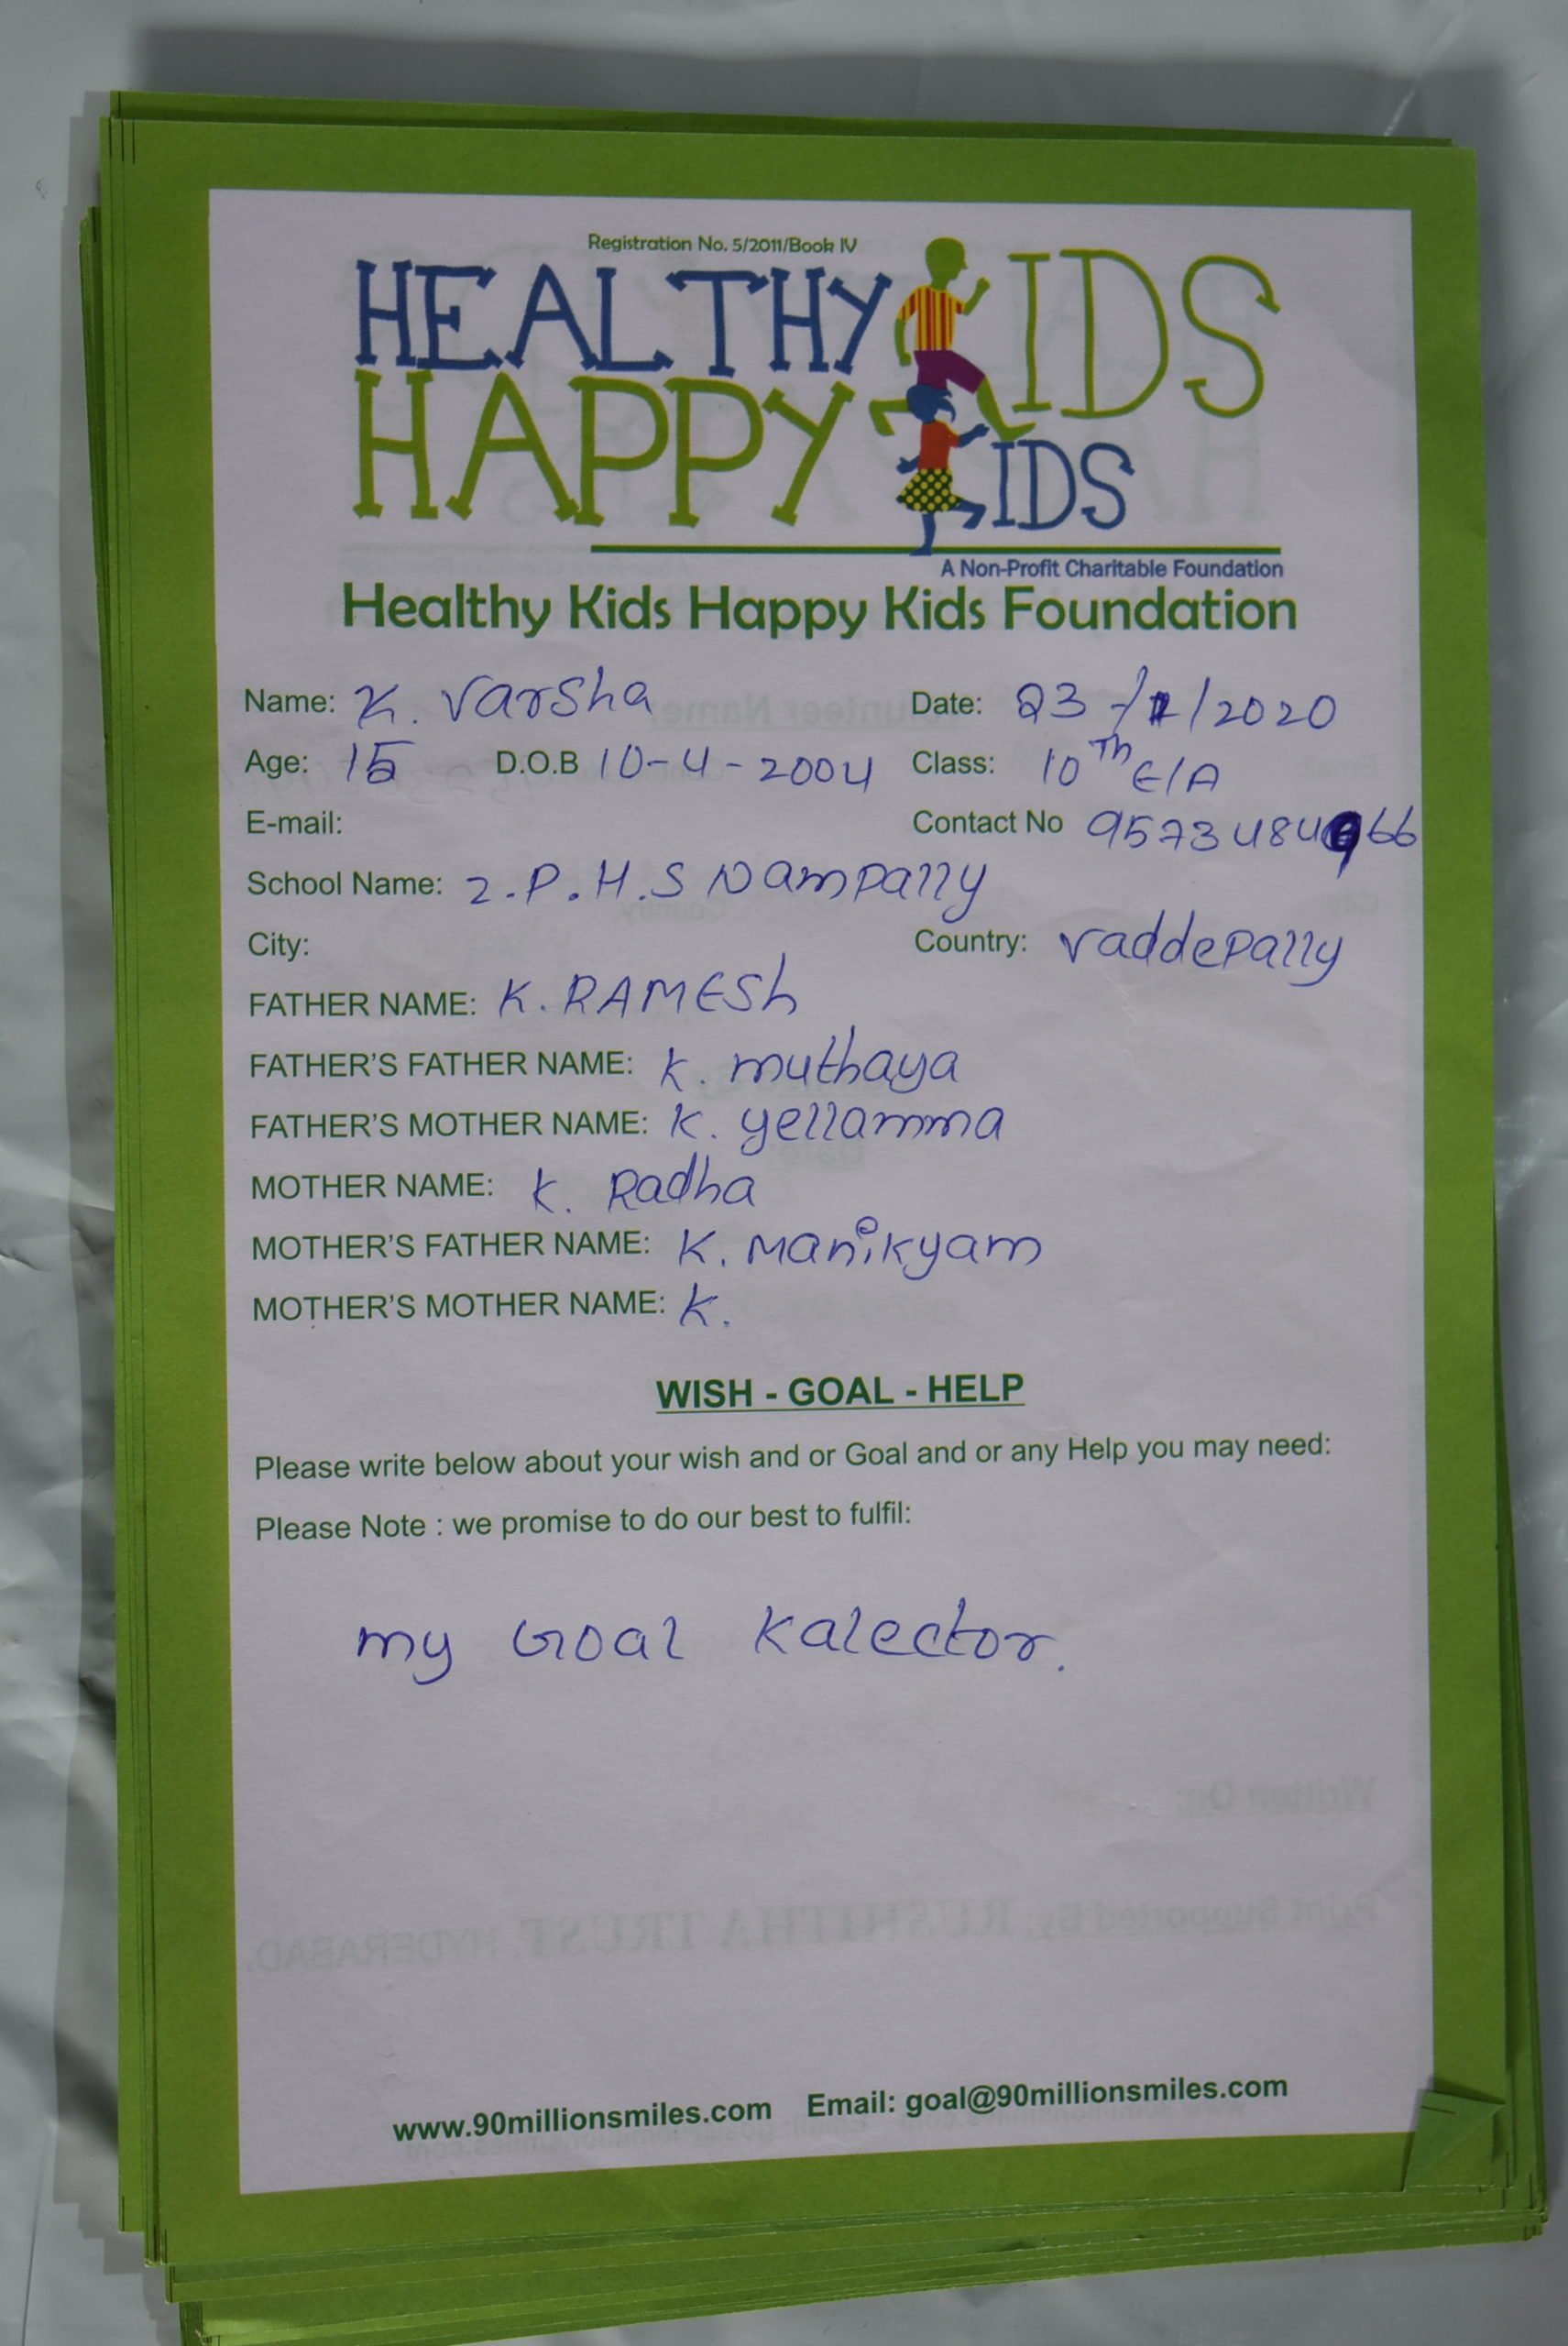 Registration No. 5/2011/Book IV
HEALTHY KIDS
HAPPY KIDS
A Non-Profit Charitable Foundation
Healthy Kids Happy Kids Foundation
Name: K. Varsha Date: 23-/1/2020
Age: 15 D.O.B 10-4-2004 Class: 10Th E/A
E-mail: Contact No 9573484966
School Name: Z.P.H.S Nampally
City: Country: Vaddepally
FATHER NAME: K. RAMESh
FATHER'S FATHER NAME: K. muthaya
FATHER'S MOTHER NAME: K. yellamma
MOTHER NAME: K. Radha
MOTHER'S FATHER NAME: K. Manikyam
MOTHER'S MOTHER NAME: K.
WISH - GOAL - HELP
Please write below about your wish and or Goal and or any Help you may need:
Please Note : we promise to do our best to fulfil:
my Goal Kalector.
www.90millionsmiles.com Email: goal@90millionsmiles.com